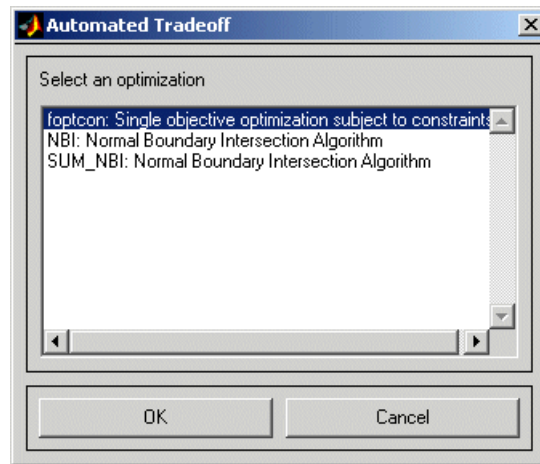 Automated Tradeoff
Select an optimization
foptcon: Single objective optimization subject to constraints
NBI: Normal Boundary Intersection Algorithm
SUM_NBI: Normal Boundary Intersection Algorithm
OK
Cancel